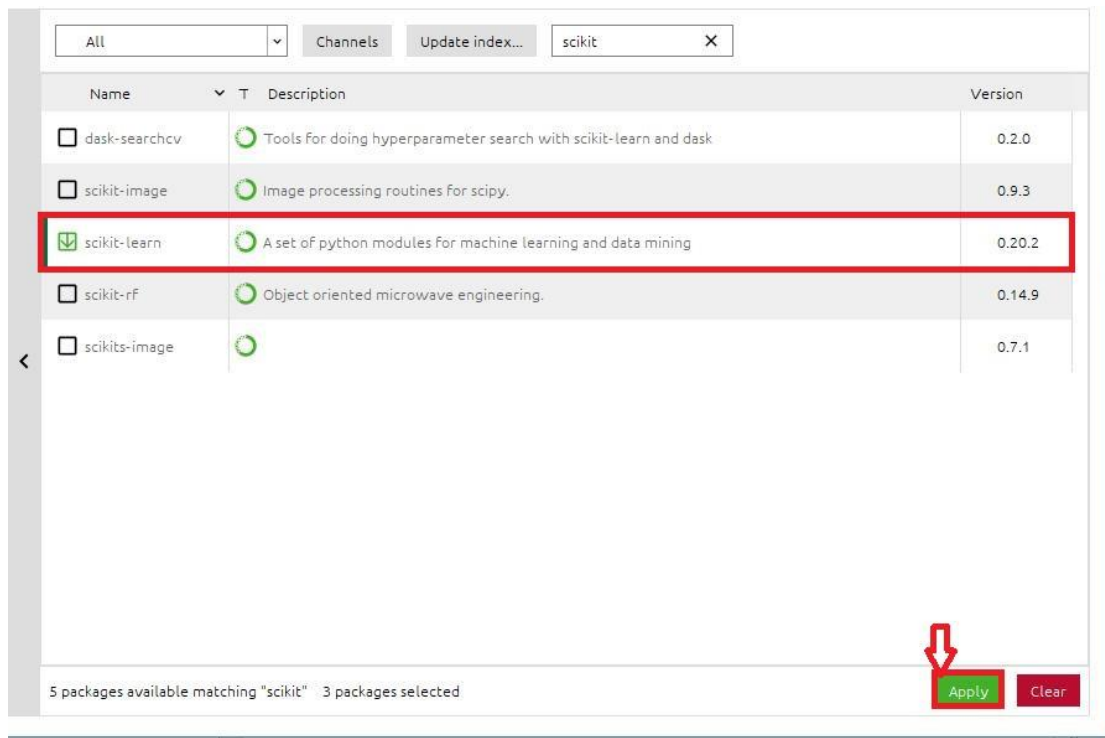 All Channels Update index... scikit
Name T Description Version
dask-searchcv Tools for doing hyperparameter search with scikit-learn and dask 0.2.0
scikit-image Image processing routines for scipy. 0.9.3
scikit-learn A set of python modules for machine learning and data mining 0.20.2
scikit-rf Object oriented microwave engineering. 0.14.9
scikits-image 0.7.1
5 packages available matching "scikit" 3 packages selected Apply Clear